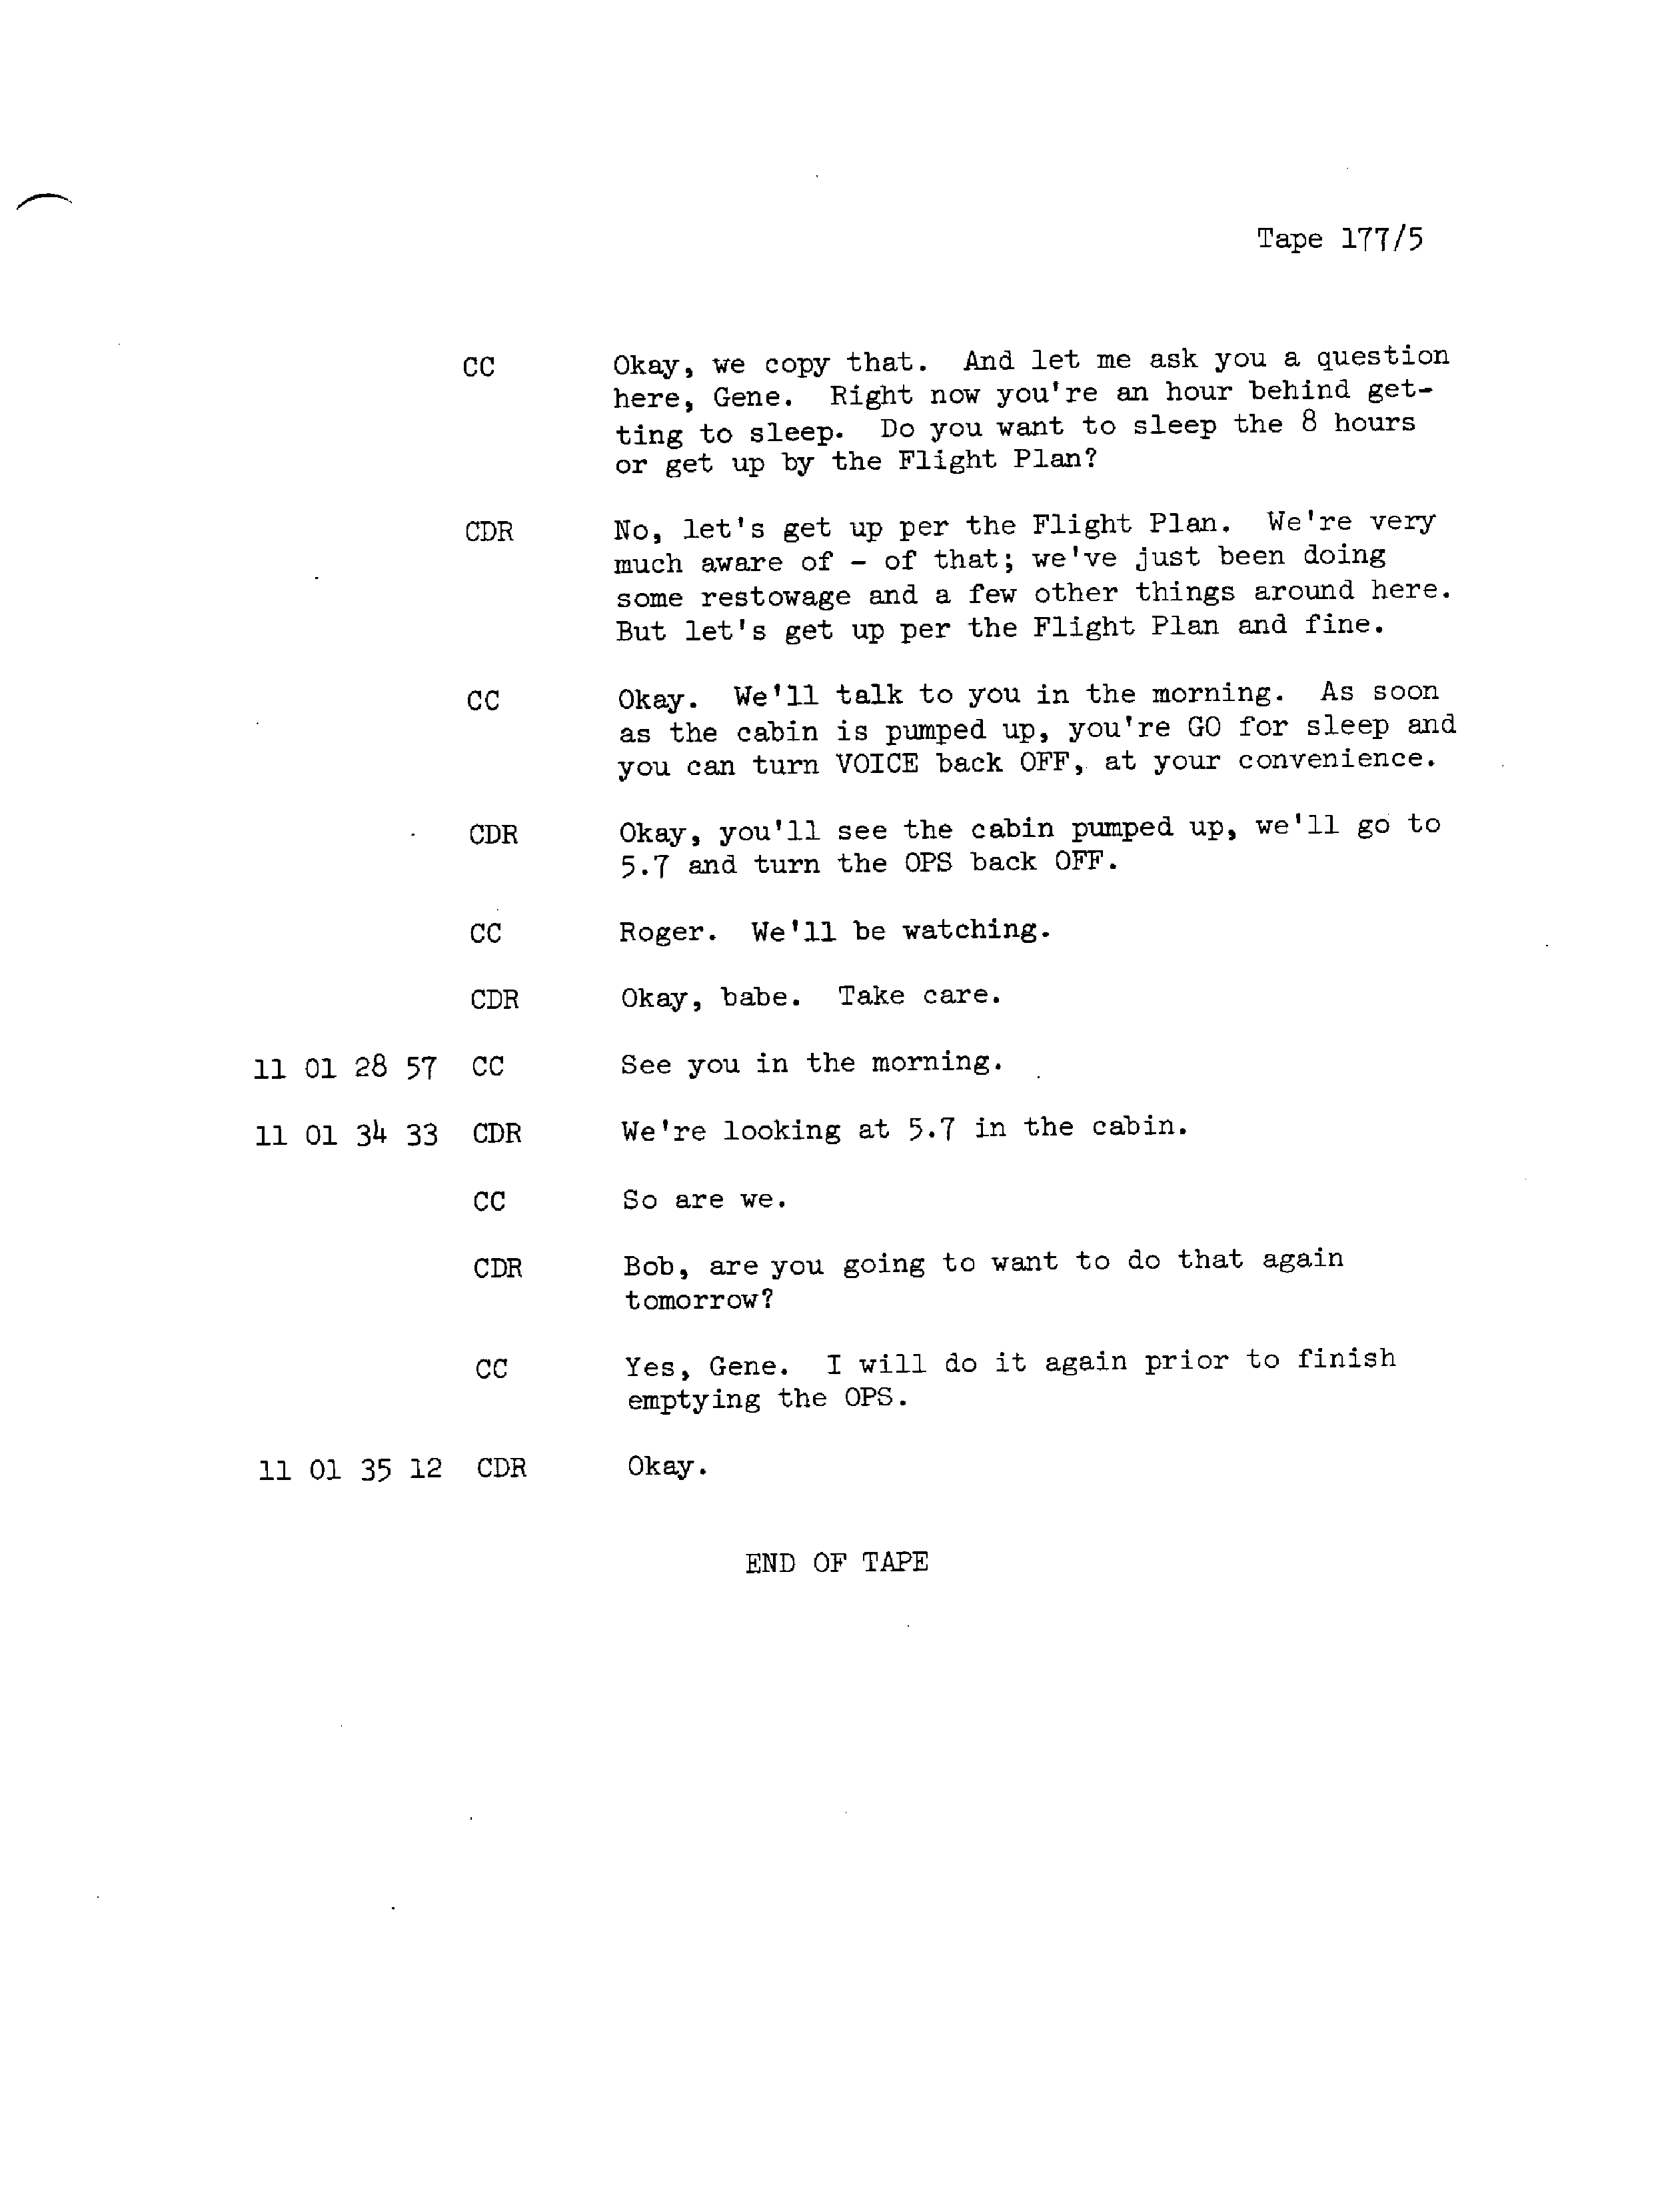 Tape 177/5
CC Okay, we copy that. And let me ask you a question
here, Gene. Right now you're an hour behind get-
ting to sleep. Do you want to sleep the 8 hours
or get up by the Flight Plan?
CDR No, let's get up per the Flight Plan. We're very
much aware of - of that; we've just been doing
some restowage and a few other things around here.
But let's get up per the Flight Plan and fine.
CC Okay. We'll talk to you in the morning. As soon
as the cabin is pumped up, you're GO for sleep and
you can turn VOICE back OFF, at your convenience.
CDR Okay, you'll see the cabin pumped up, we'll go to
5.7 and turn the OPS back OFF.
CC Roger. We'll be watching.
CDR Okay, babe. Take care.
11 01 28 57 CC See you in the morning.
11 01 34 33 CDR We're looking at 5.7 in the cabin.
CC So are we.
CDR Bob, are you going to want to do that again
tomorrow?
CC Yes, Gene. I will do it again prior to finish
emptying the OPS.
11 01 35 12 CDR Okay.
END OF TAPE